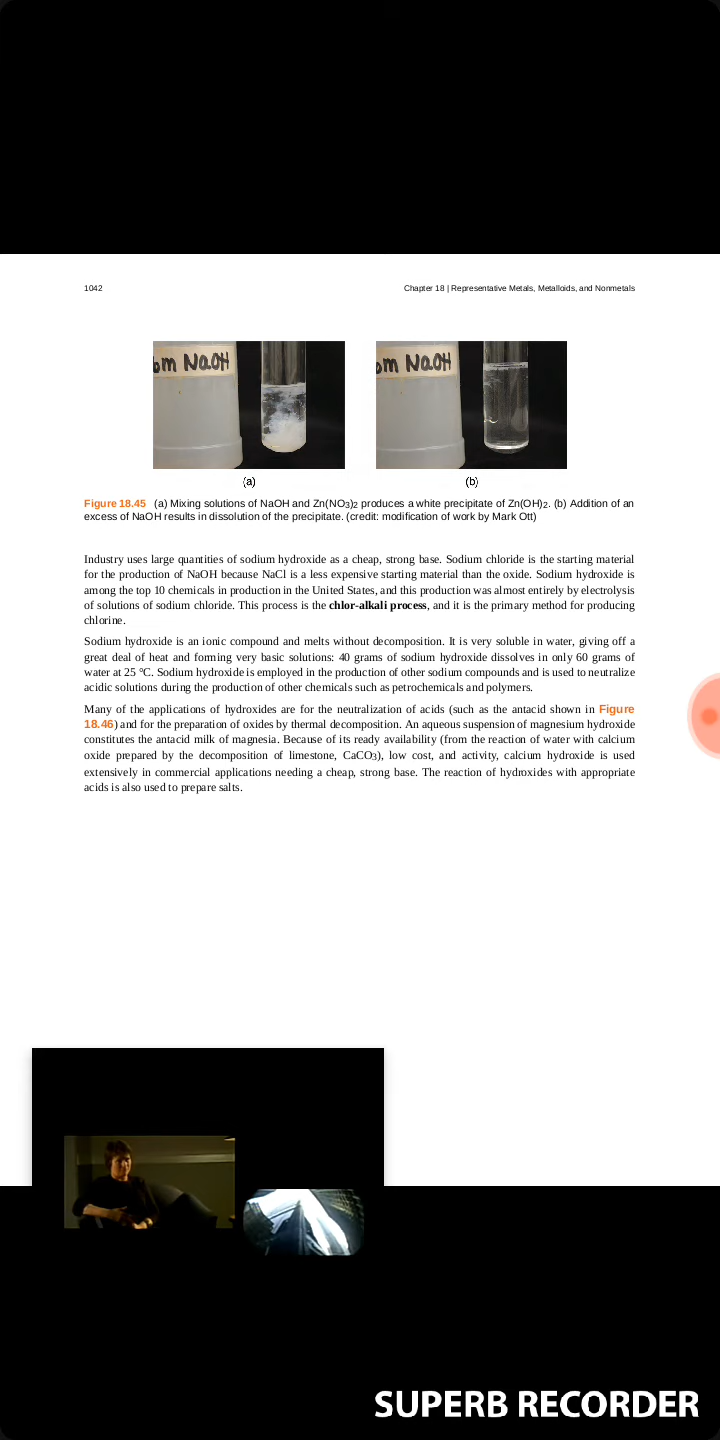 1042
Chapter 18 | Representative Metals, Metalloids, and Nonmetals
om NaOH
om NaOH
(a)
(b)
Figure 18.45 (a) Mixing solutions of NaOH and Zn(NO3)2 produces a white precipitate of Zn(OH)2. (b) Addition of an
excess of NaOH results in dissolution of the precipitate. (credit: modification of work by Mark Ott)
Industry uses large quantities of sodium hydroxide as a cheap, strong base. Sodium chloride is the starting material
for the production of NaOH because NaCl is a less expensive starting material than the oxide. Sodium hydroxide is
among the top 10 chemicals in production in the United States, and this production was almost entirely by electrolysis
of solutions of sodium chloride. This process is the chlor-alkali process, and it is the primary method for producing
chlorine.
Sodium hydroxide is an ionic compound and melts without decomposition. It is very soluble in water, giving off a
great deal of heat and forming very basic solutions: 40 grams of sodium hydroxide dissolves in only 60 grams of
water at 25 °C. Sodium hydroxide is employed in the production of other sodium compounds and is used to neutralize
acidic solutions during the production of other chemicals such as petrochemicals and polymers.
Many of the applications of hydroxides are for the neutralization of acids (such as the antacid shown in Figure
18.46) and for the preparation of oxides by thermal decomposition. An aqueous suspension of magnesium hydroxide
constitutes the antacid milk of magnesia. Because of its ready availability (from the reaction of water with calcium
oxide prepared by the decomposition of limestone, CaCO3), low cost, and activity, calcium hydroxide is used
extensively in commercial applications needing a cheap, strong base. The reaction of hydroxides with appropriate
acids is also used to prepare salts.
SUPERB RECORDER